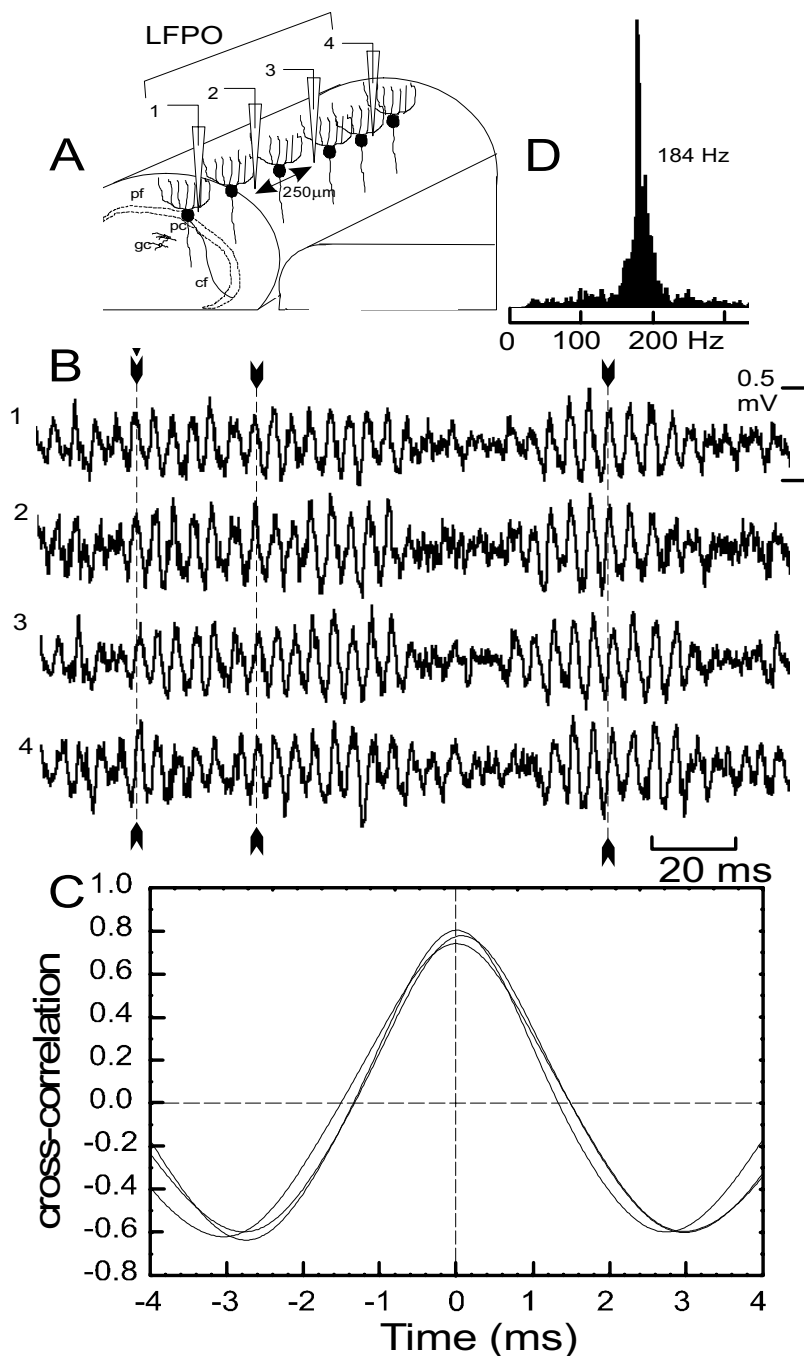 LFPO
A
1
2
3
4
250µm
pf
pc
gc
cf
D
184 Hz
0 100 200 Hz
B
1
2
3
4
0.5
mV
20 ms
C
cross-correlation
1.0
0.8
0.6
0.4
0.2
0.0
-0.2
-0.4
-0.6
-0.8
-4 -3 -2 -1 0 1 2 3 4
Time (ms)